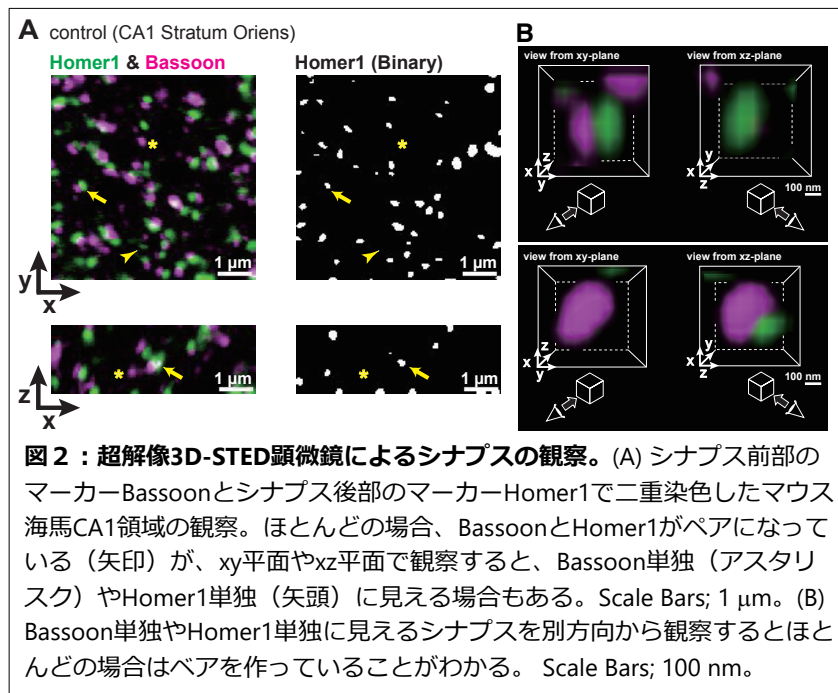 A control (CA1 Stratum Oriens)
Homer1 & Bassoon
Homer1 (Binary)
1 µm
1 µm
y
x
1 µm
1 µm
z
x
B
view from xy-plane
view from xz-plane
z
x
y
y
x
z
100 nm
view from xy-plane
view from xz-plane
z
x
y
y
x
z
100 nm
図2：超解像3D-STED顕微鏡によるシナプスの観察。(A) シナプス前部の
マーカーBassoonとシナプス後部のマーカーHomer1で二重染色したマウス
海馬CA1領域の観察。ほとんどの場合、BassoonとHomer1がペアになって
いる（矢印）が、xy平面やxz平面で観察すると、Bassoon単独（アスタリ
スク）やHomer1単独（矢頭）に見える場合もある。Scale Bars; 1 μm。(B)
Bassoon単独やHomer1単独に見えるシナプスを別方向から観察するとほと
んどの場合はペアを作っていることがわかる。 Scale Bars; 100 nm。